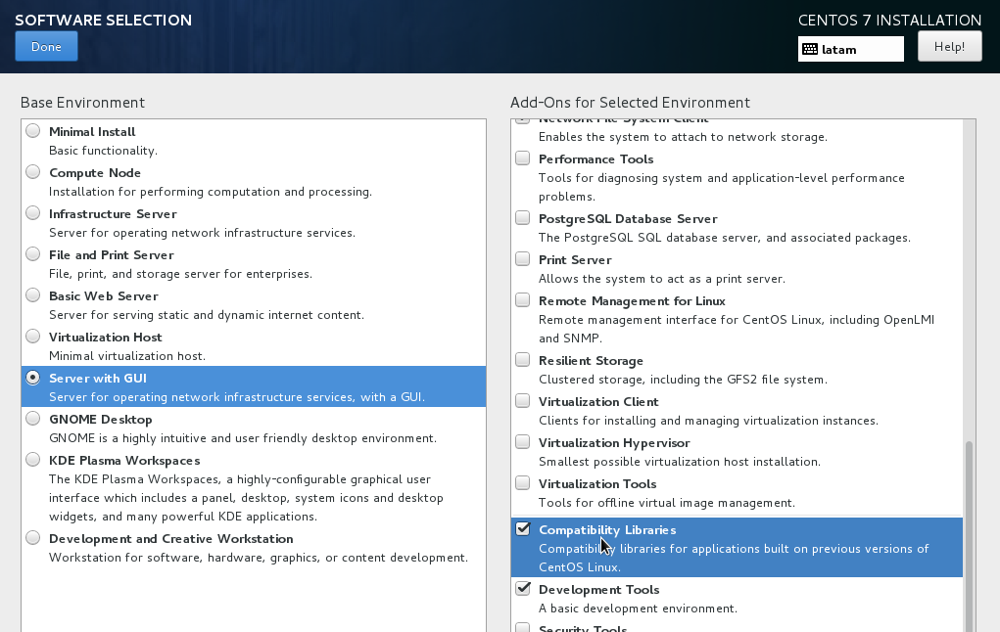 SOFTWARE SELECTION
Done
CENTOS 7 INSTALLATION
latam
Help!
Base Environment
Minimal Install
Basic functionality.
Compute Node
Installation for performing computation and processing.
Infrastructure Server
Server for operating network infrastructure services.
File and Print Server
File, print, and storage server for enterprises.
Basic Web Server
Server for serving static and dynamic internet content.
Virtualization Host
Minimal virtualization host.
Server with GUI
Server for operating network infrastructure services, with a GUI.
GNOME Desktop
GNOME is a highly intuitive and user friendly desktop environment.
KDE Plasma Workspaces
The KDE Plasma Workspaces, a highly-configurable graphical user
interface which includes a panel, desktop, system icons and desktop
widgets, and many powerful KDE applications.
Development and Creative Workstation
Workstation for software, hardware, graphics, or content development.
Add-Ons for Selected Environment
Network File System Client
Enables the system to attach to network storage.
Performance Tools
Tools for diagnosing system and application-level performance
problems.
PostgreSQL Database Server
The PostgreSQL SQL database server, and associated packages.
Print Server
Allows the system to act as a print server.
Remote Management for Linux
Remote management interface for CentOS Linux, including OpenLMI
and SNMP.
Resilient Storage
Clustered storage, including the GFS2 file system.
Virtualization Client
Clients for installing and managing virtualization instances.
Virtualization Hypervisor
Smallest possible virtualization host installation.
Virtualization Tools
Tools for offline virtual image management.
Compatibility Libraries
Compatibility libraries for applications built on previous versions of
CentOS Linux.
Development Tools
A basic development environment.
Security Tools